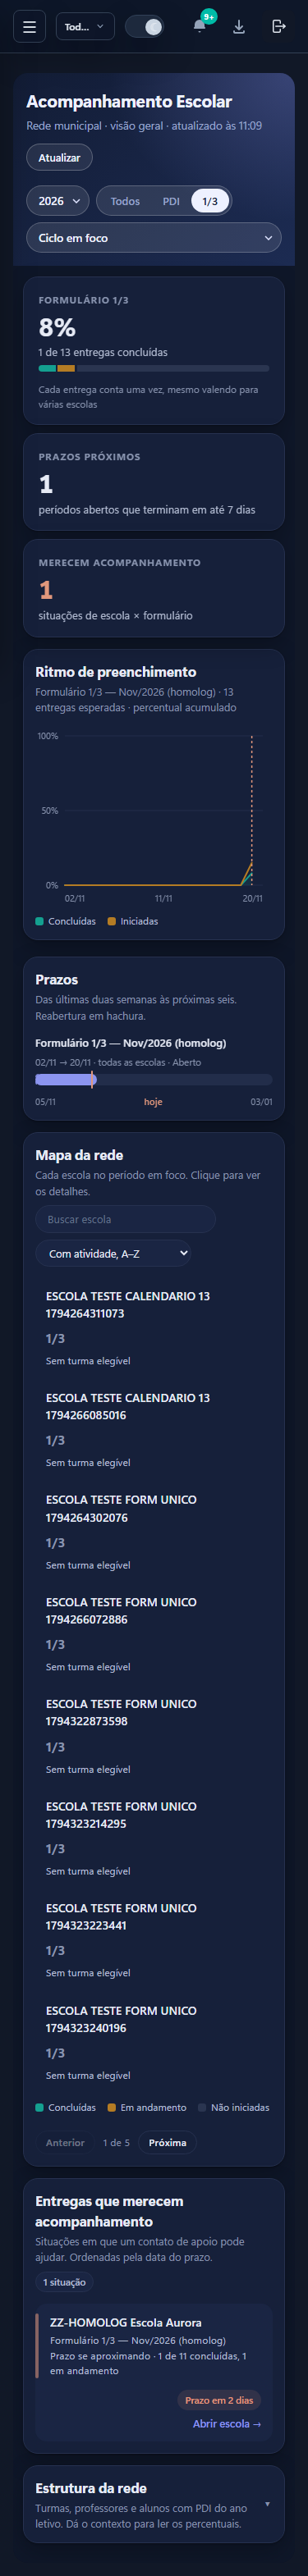 Tod...
9+
Acompanhamento Escolar
Rede municipal · visão geral · atualizado às 11:09
Atualizar
2026
Todos
PDI
1/3
Ciclo em foco
FORMULÁRIO 1/3
8%
1 de 13 entregas concluídas
Cada entrega conta uma vez, mesmo valendo para
várias escolas
PRAZOS PRÓXIMOS
1
períodos abertos que terminam em até 7 dias
MERECEM ACOMPANHAMENTO
1
situações de escola × formulário
Ritmo de preenchimento
Formulário 1/3 — Nov/2026 (homolog) · 13
entregas esperadas · percentual acumulado
100%
50%
0%
02/11
11/11
20/11
Concluídas
Iniciadas
Prazos
Das últimas duas semanas às próximas seis.
Reabertura em hachura.
Formulário 1/3 — Nov/2026 (homolog)
02/11 → 20/11 · todas as escolas · Aberto
05/11
hoje
03/01
Mapa da rede
Cada escola no período em foco. Clique para ver
os detalhes.
Buscar escola
Com atividade, A–Z
ESCOLA TESTE CALENDARIO 13
1794264311073
1/3
Sem turma elegível
ESCOLA TESTE CALENDARIO 13
1794266085016
1/3
Sem turma elegível
ESCOLA TESTE FORM UNICO
1794264302076
1/3
Sem turma elegível
ESCOLA TESTE FORM UNICO
1794266072886
1/3
Sem turma elegível
ESCOLA TESTE FORM UNICO
1794322873598
1/3
Sem turma elegível
ESCOLA TESTE FORM UNICO
1794323214295
1/3
Sem turma elegível
ESCOLA TESTE FORM UNICO
1794323223441
1/3
Sem turma elegível
ESCOLA TESTE FORM UNICO
1794323240196
1/3
Sem turma elegível
Concluídas
Em andamento
Não iniciadas
Anterior
1 de 5
Próxima
Entregas que merecem
acompanhamento
Situações em que um contato de apoio pode
ajudar. Ordenadas pela data do prazo.
1 situação
ZZ-HOMOLOG Escola Aurora
Formulário 1/3 — Nov/2026 (homolog)
Prazo se aproximando · 1 de 11 concluídas, 1
em andamento
Prazo em 2 dias
Abrir escola →
Estrutura da rede
Turmas, professores e alunos com PDI do ano
letivo. Dá o contexto para ler os percentuais.